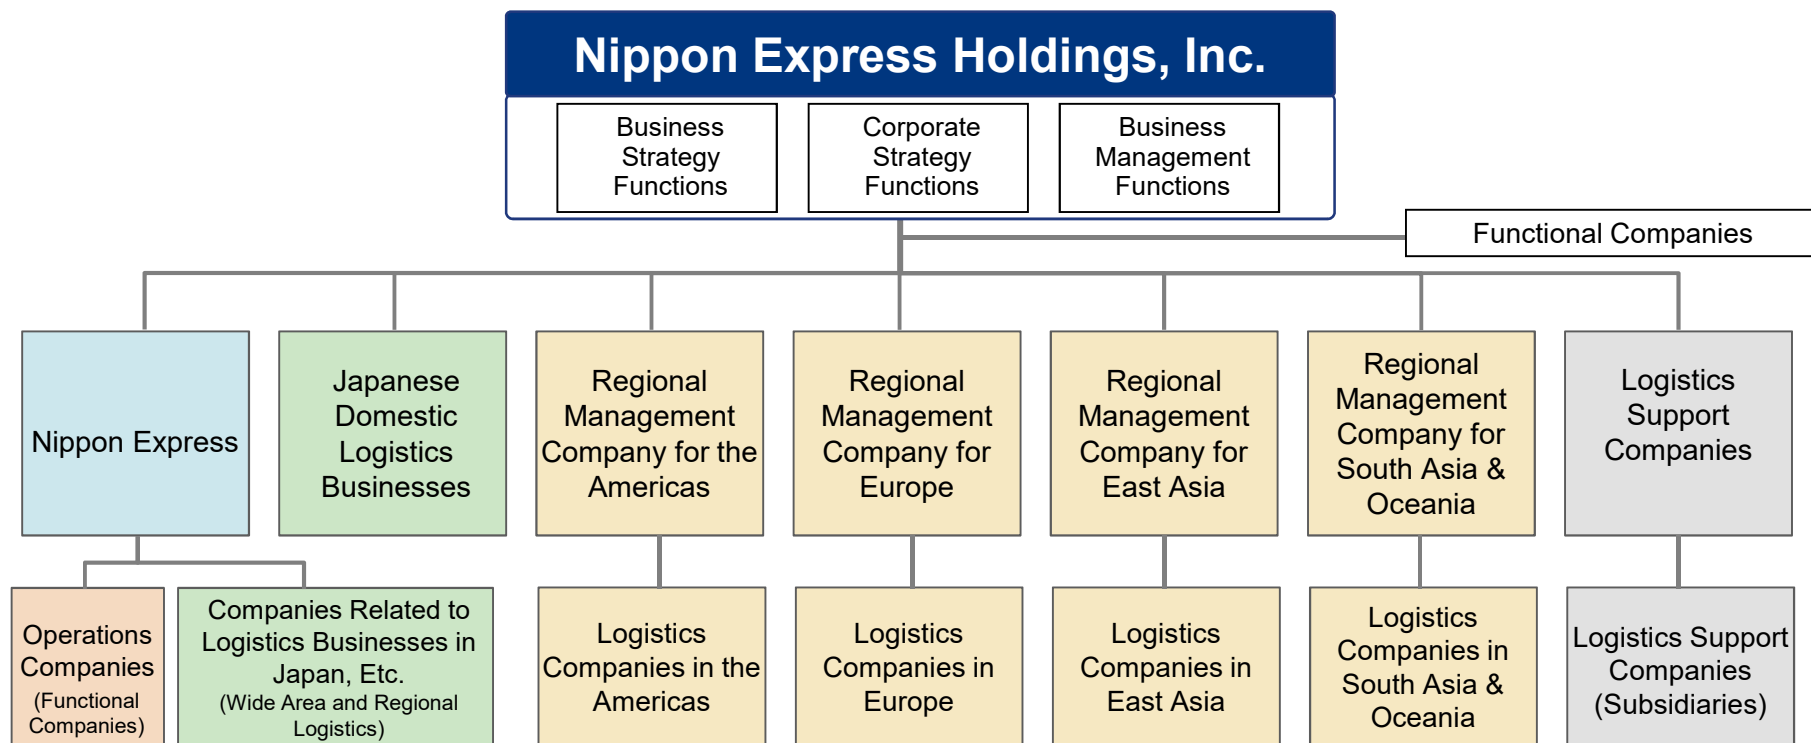 Nippon Express Holdings, Inc.
Business
Strategy
Functions
Corporate
Strategy
Functions
Business
Management
Functions
Functional Companies
Nippon Express
Japanese
Domestic
Logistics
Businesses
Regional
Management
Company for the
Americas
Regional
Management
Company for
Europe
Regional
Management
Company for
East Asia
Regional
Management
Company for
South Asia &
Oceania
Logistics
Support
Companies
Operations
Companies
(Functional
Companies)
Companies Related to
Logistics Businesses in
Japan, Etc.
(Wide Area and Regional
Logistics)
Logistics
Companies in the
Americas
Logistics
Companies in
Europe
Logistics
Companies in
East Asia
Logistics
Companies in
South Asia &
Oceania
Logistics Support
Companies
(Subsidiaries)